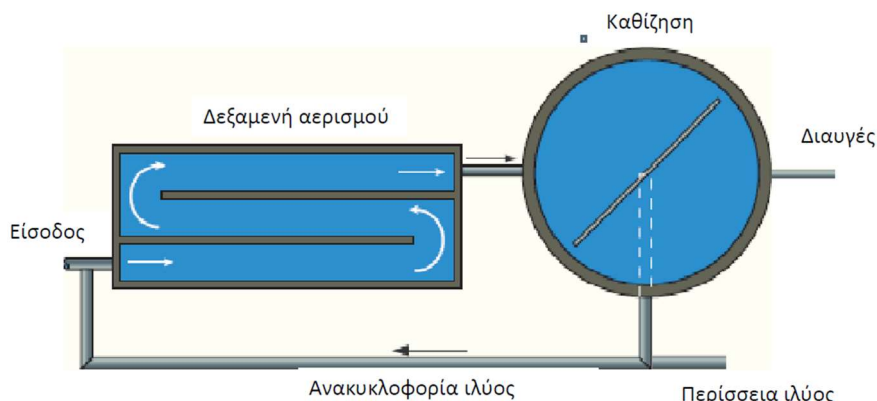 Καθίζηση
Δεξαμενή αερισμού
Διαυγές
Είσοδος
Ανακυκλοφορία ιλύος
Περίσσεια ιλύος